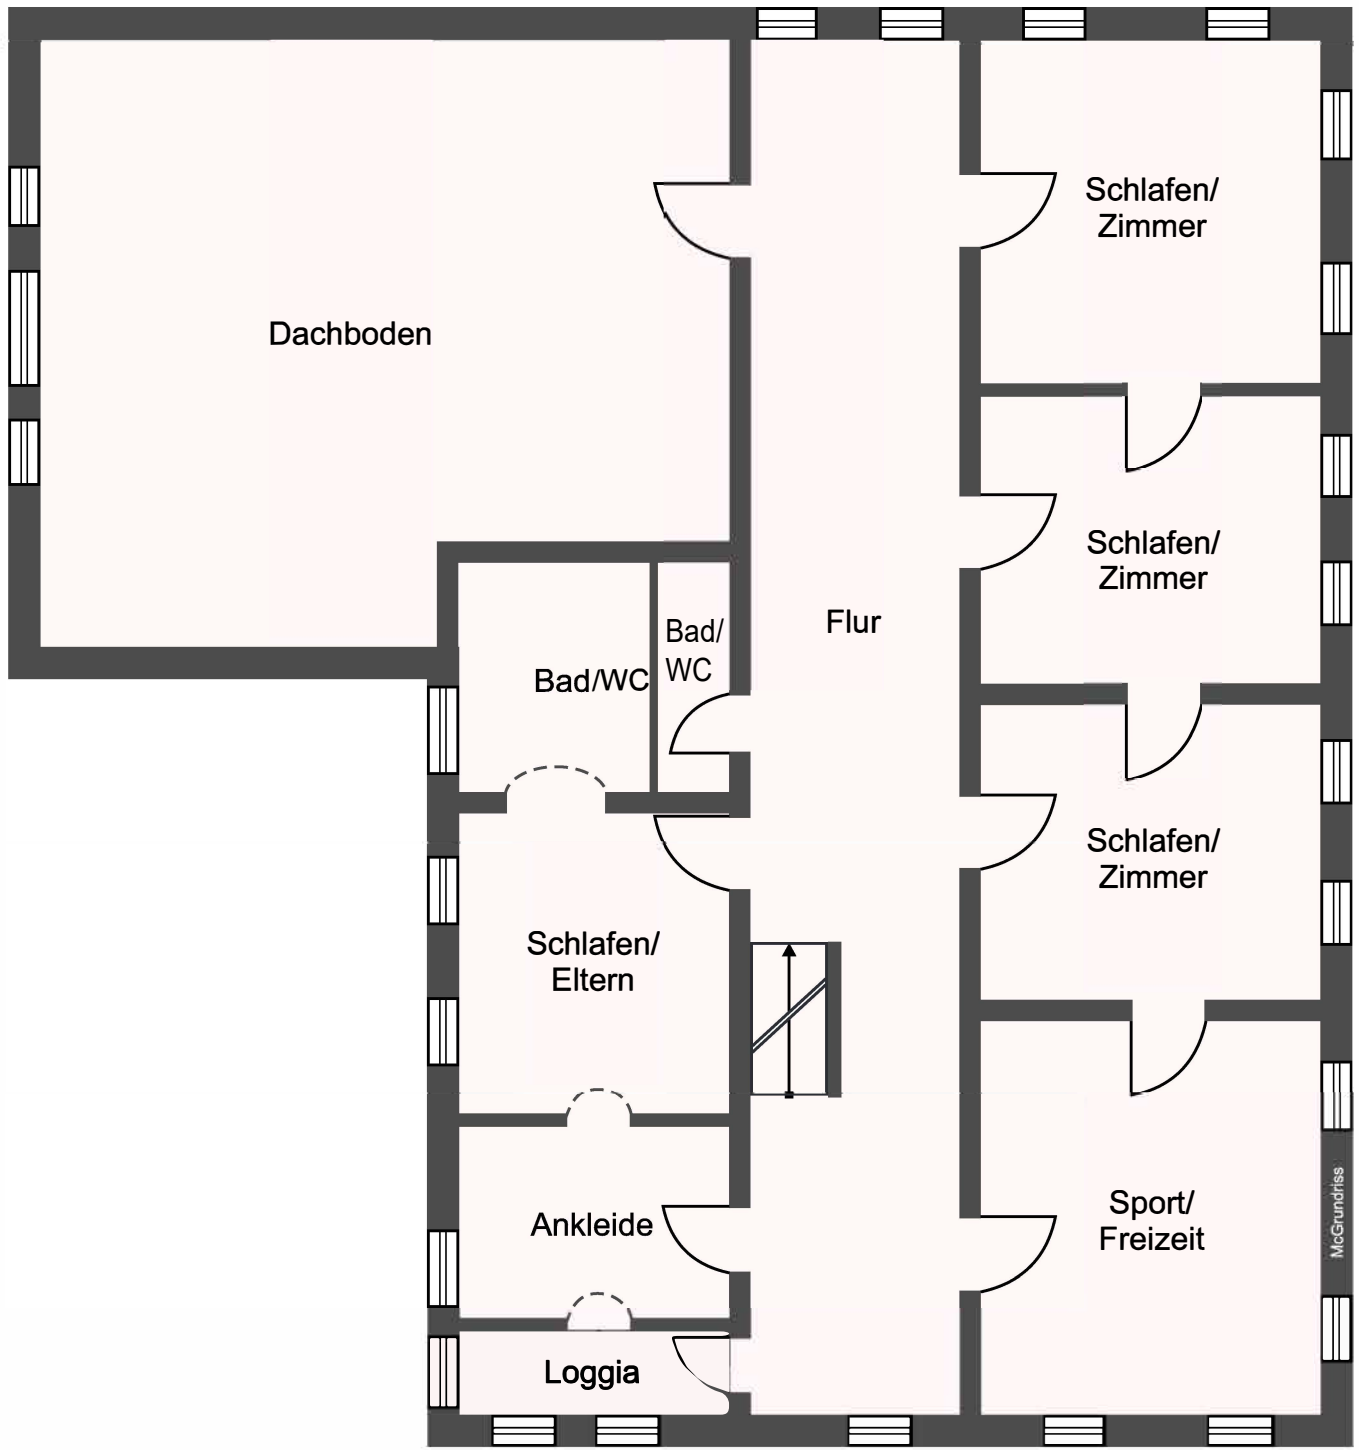 Schlafen/
Zimmer
Dachboden
Schlafen/
Zimmer
Flur
Bad/
WC
Bad/WC
Schlafen/
Zimmer
Schlafen/
Eltern
Ankleide
Sport/
Freizeit
McGrundriss
Loggia